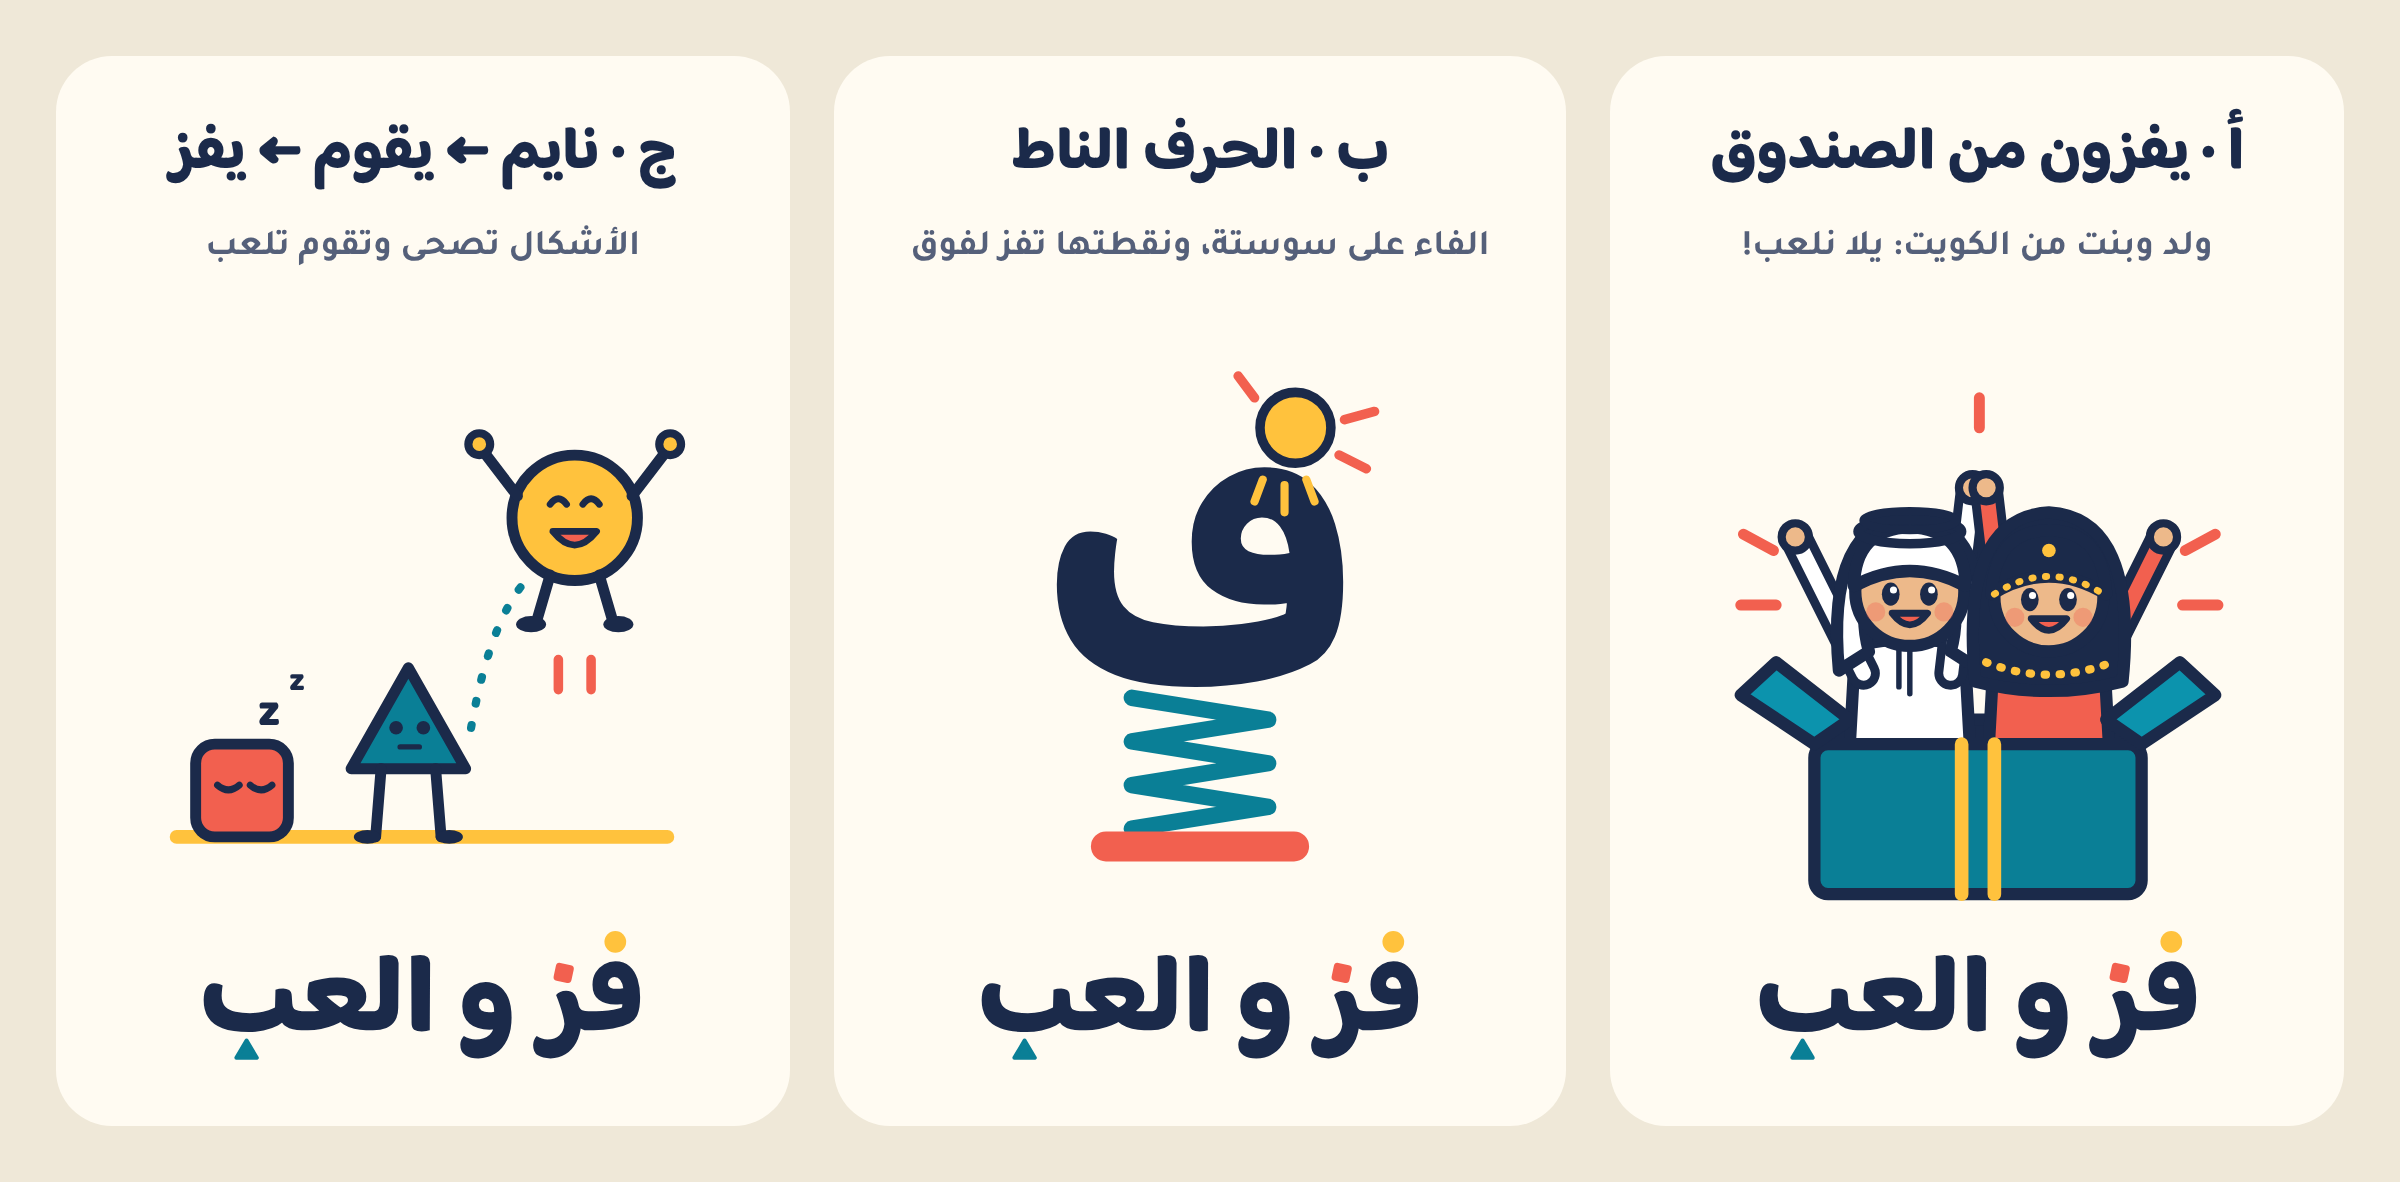 أ · يفزون من الصندوق
ولد وبنت من الكويت: يلا نلعب!
فز و العب
ب · الحرف الناط
الفاء على سوستة، ونقطتها تفز لفوق
ف
فز و العب
ج · نايم ← يقوم ← يفز
الأشكال تصحى وتقوم تلعب
z z
فز و العب